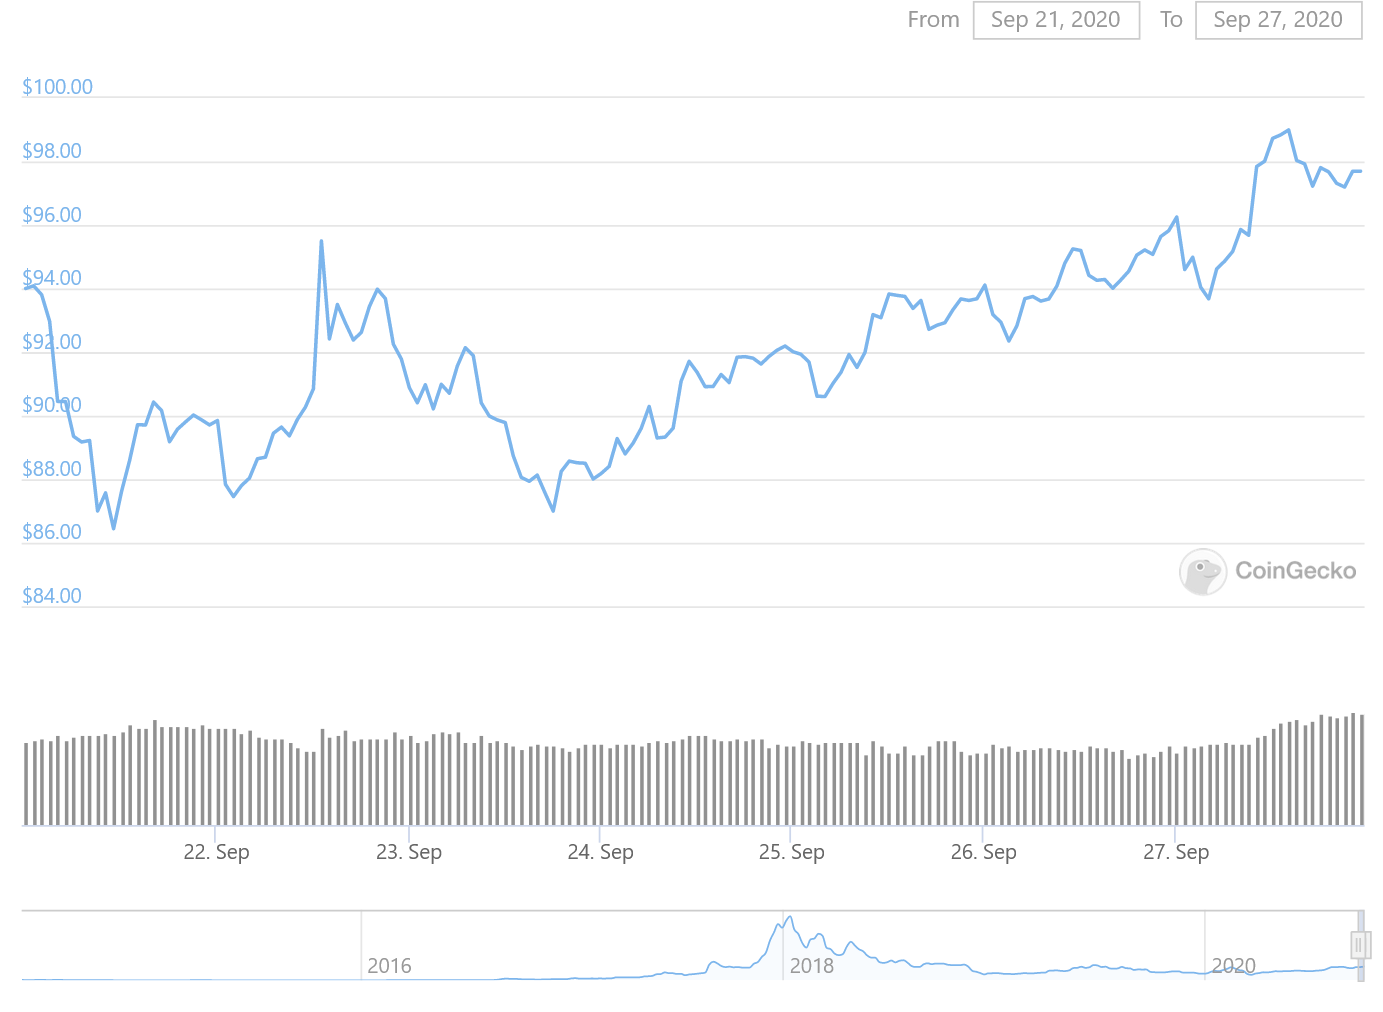 From Sep 21, 2020 To Sep 27, 2020
$100.00
$98.00
$96.00
$94.00
$92.00
$90.00
$88.00
$86.00
CoinGecko
$84.00
22. Sep 23. Sep 24. Sep 25. Sep 26. Sep 27. Sep
2016 2018 2020